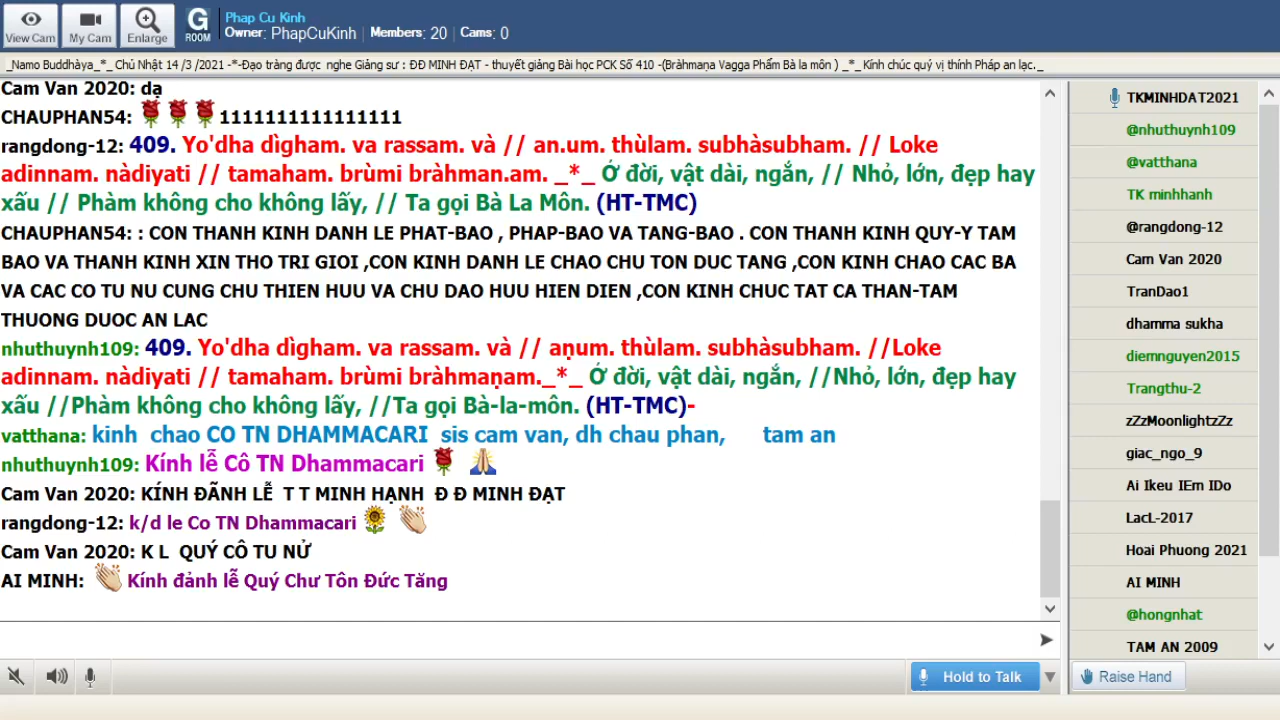 View Cam
My Cam
Enlarge
G
ROOM
Phap Cu Kinh
Owner: PhapCuKinh | Members: 20 | Cams: 0
_Namo Buddhàya_*_ Chủ Nhật 14 /3 /2021 -*-Đạo tràng được nghe Giảng sư : ĐĐ MINH ĐẠT - thuyết giảng Bài học PCK Số 410 -(Bràhmaṇa Vagga Phẩm Bà la môn ) _*_ Kính chúc quý vị thính Pháp an lạc._
Cam Van 2020: dạ
CHAUPHAN54: 1111111111111111
rangdong-12: 409. Yo'dha dìgham. va rassam. và // an.um. thùlam. subhàsubham. // Loke
adinnam. nàdiyati // tamaham. brùmi bràhman.am. _*_ Ở đời, vật dài, ngắn, // Nhỏ, lớn, đẹp hay
xấu // Phàm không cho không lấy, // Ta gọi Bà La Môn. (HT-TMC)
CHAUPHAN54: : CON THANH KINH DANH LE PHAT-BAO , PHAP-BAO VA TANG-BAO . CON THANH KINH QUY-Y TAM
BAO VA THANH KINH XIN THO TRI GIOI ,CON KINH DANH LE CHAO CHU TON DUC TANG ,CON KINH CHAO CAC BA
VA CAC CO TU NU CUNG CHU THIEN HUU VA CHU DAO HUU HIEN DIEN ,CON KINH CHUC TAT CA THAN-TAM
THUONG DUOC AN LAC
nhuthuynh109: 409. Yo'dha dìgham. va rassam. và // aṇum. thùlam. subhàsubham. //Loke
adinnam. nàdiyati // tamaham. brùmi bràhmaṇam._*_ Ở đời, vật dài, ngắn, //Nhỏ, lớn, đẹp hay
xấu //Phàm không cho không lấy, //Ta gọi Bà-la-môn. (HT-TMC)-
vatthana: kinh chao CO TN DHAMMACARI sis cam van, dh chau phan, tam an
nhuthuynh109: Kính lễ Cô TN Dhammacari
Cam Van 2020: KÍNH ĐÃNH LỄ T T MINH HẠNH Đ Đ MINH ĐẠT
rangdong-12: k/d le Co TN Dhammacari
Cam Van 2020: K L QUÝ CÔ TU NỬ
AI MINH: Kính đảnh lễ Quý Chư Tôn Đức Tăng
Hold to Talk
TKMINHDAT2021
@nhuthuynh109
@vatthana
TK minhhanh
@rangdong-12
Cam Van 2020
TranDao1
dhamma sukha
diemnguyen2015
Trangthu-2
zZzMoonlightzZz
giac_ngo_9
Ai Ikeu IEm IDo
LacL-2017
Hoai Phuong 2021
AI MINH
@hongnhat
TAM AN 2009
Raise Hand